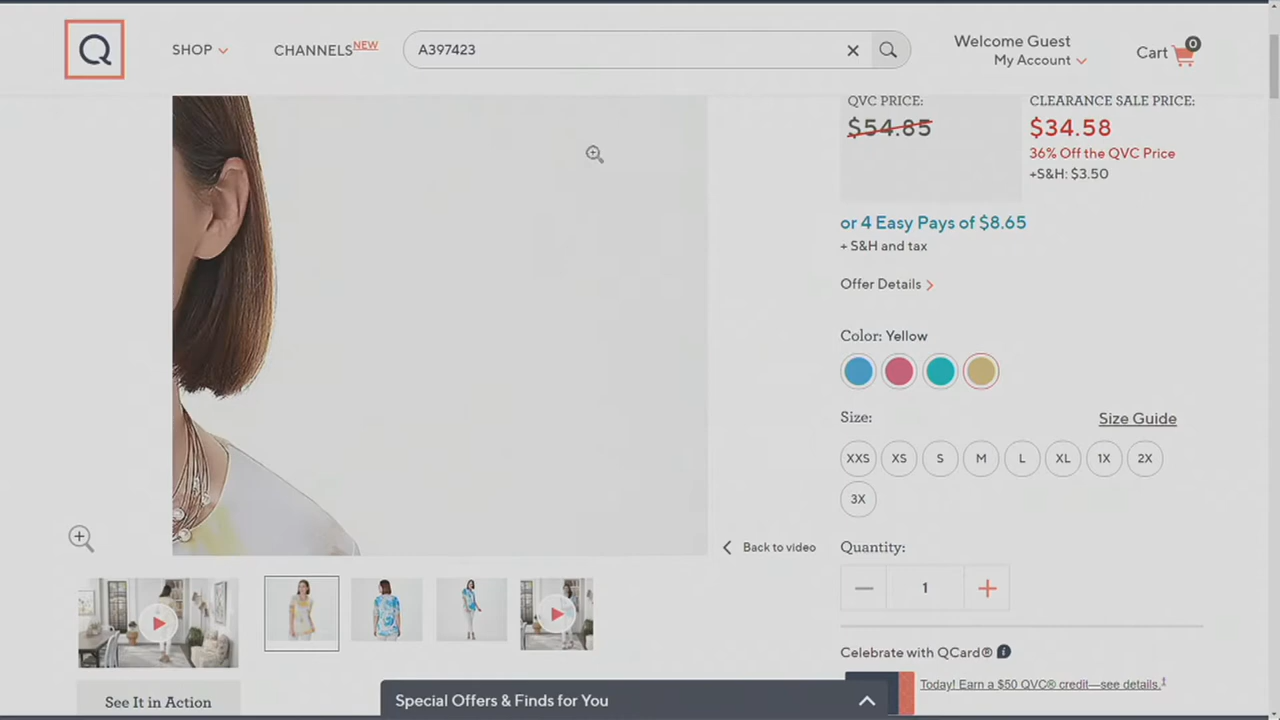 Q
SHOP
CHANNELS NEW
A397423
Welcome Guest
My Account
Cart
0
QVC PRICE:
$54.85
CLEARANCE SALE PRICE:
$34.58
36% Off the QVC Price
+S&H: $3.50
or 4 Easy Pays of $8.65
+ S&H and tax
Offer Details
Color: Yellow
Size:
Size Guide
XXS XS S M L XL 1X 2X
3X
Back to video
Quantity:
1
Celebrate with QCard® i
Today! Earn a $50 QVC® credit—see details.1
See It in Action
Special Offers & Finds for You